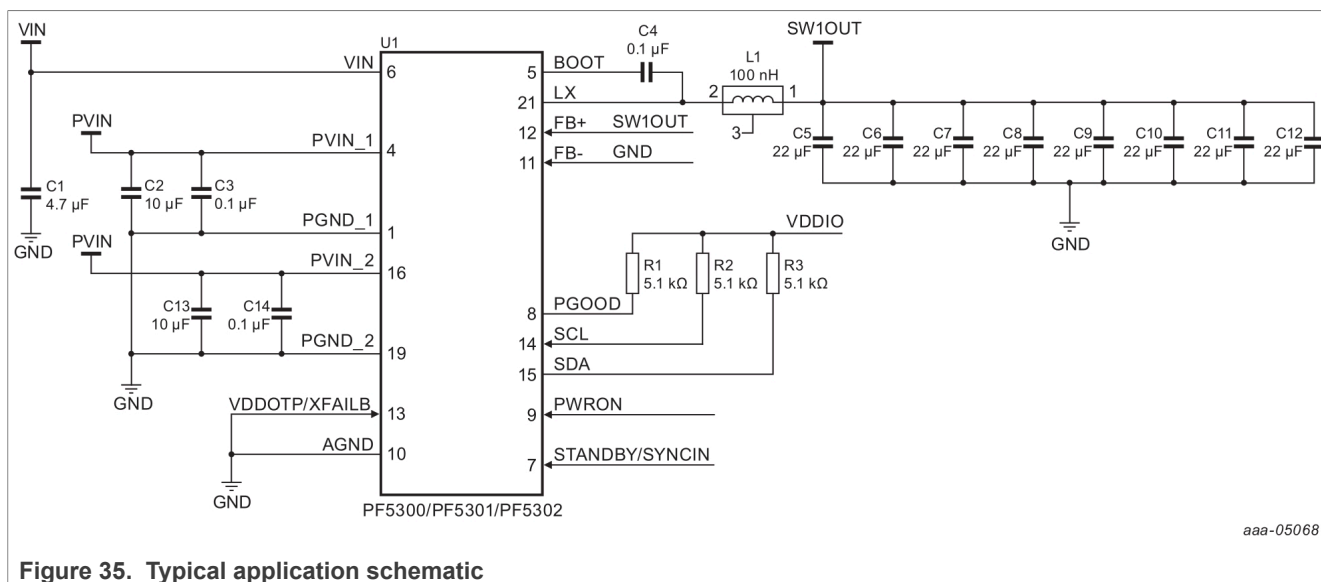 VIN
U1
C4
0.1 µF
SW1OUT
VIN
6
5
BOOT
L1
100 nH
21
LX
2
1
3
PVIN
PVIN_1
4
12
FB+
SW1OUT
11
FB-
GND
C5
22 µF
C6
22 µF
C7
22 µF
C8
22 µF
C9
22 µF
C10
22 µF
C11
22 µF
C12
22 µF
C1
4.7 µF
C2
10 µF
C3
0.1 µF
PGND_1
1
GND
GND
VDDIO
PVIN
PVIN_2
16
R1
5.1 kΩ
R2
5.1 kΩ
R3
5.1 kΩ
C13
10 µF
C14
0.1 µF
8
PGOOD
PGND_2
19
14
SCL
15
SDA
GND
VDDOTP/XFAILB
13
9
PWRON
AGND
10
7
STANDBY/SYNCIN
GND
PF5300/PF5301/PF5302
aaa-05068
Figure 35. Typical application schematic